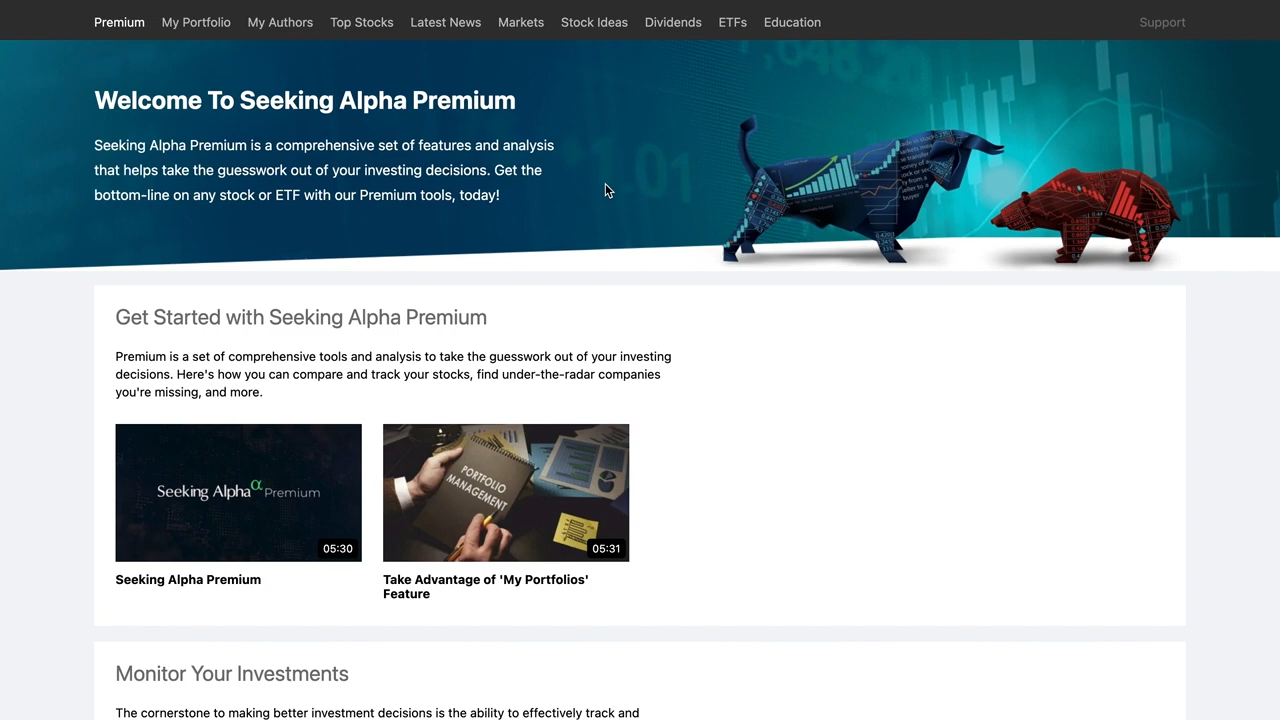 Premium My Portfolio My Authors Top Stocks Latest News Markets Stock Ideas Dividends ETFs Education Support
Welcome To Seeking Alpha Premium
Seeking Alpha Premium is a comprehensive set of features and analysis
that helps take the guesswork out of your investing decisions. Get the
bottom-line on any stock or ETF with our Premium tools, today!
Get Started with Seeking Alpha Premium
Premium is a set of comprehensive tools and analysis to take the guesswork out of your investing
decisions. Here's how you can compare and track your stocks, find under-the-radar companies
you're missing, and more.
Seeking Alpha α Premium
05:30
PORTFOLIO
MANAGEMENT
05:31
Seeking Alpha Premium
Take Advantage of 'My Portfolios'
Feature
Monitor Your Investments
The cornerstone to making better investment decisions is the ability to effectively track and